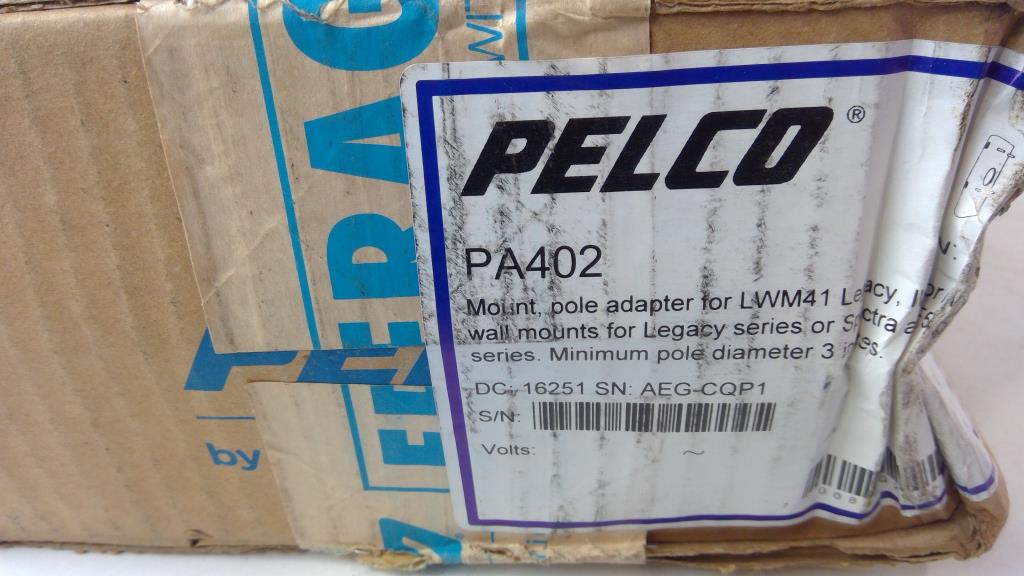 PELCO ®
PA402
Mount, pole adapter for LWM41
wall mounts for Legacy series or
series. Minimum pole diameter 3
DC: 16251 SN: AEG-CQP1
S/N:
Volts: ~
by
WIT